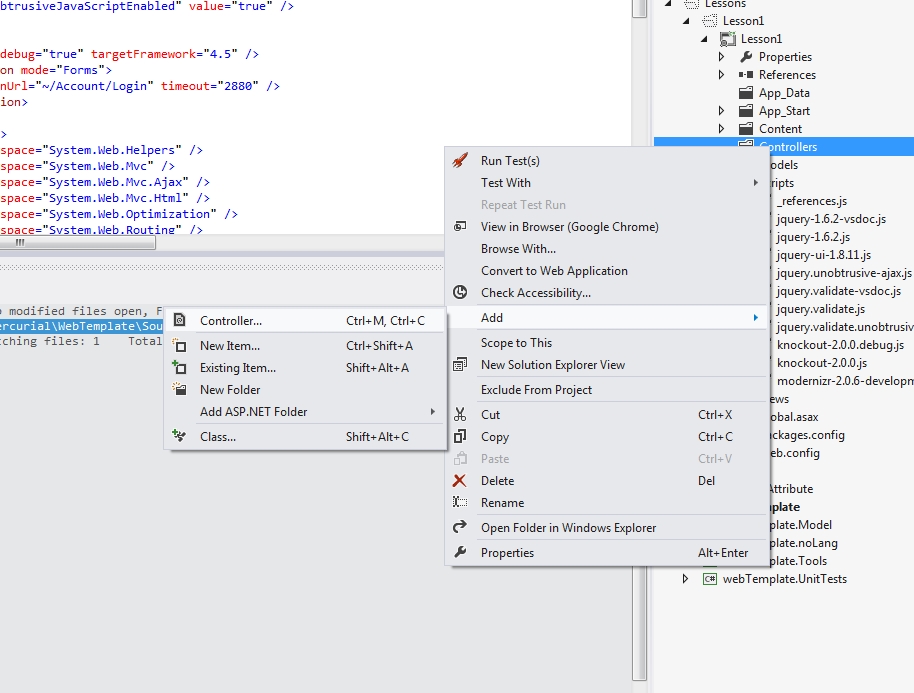 btrusiveJavaScriptEnabled" value="true" />
debug="true" targetFramework="4.5" />
on mode="Forms">
nUrl="~/Account/Login" timeout="2880" />
ion>
>
space="System.Web.Helpers" />
space="System.Web.Mvc" />
space="System.Web.Mvc.Ajax" />
space="System.Web.Mvc.Html" />
space="System.Web.Optimization" />
space="System.Web.Routing" />
modified files open, F
ercurial\WebTemplate\Sou
tching files: 1 Total
Controller... Ctrl+M, Ctrl+C
New Item... Ctrl+Shift+A
Existing Item... Shift+Alt+A
New Folder
Add ASP.NET Folder
Class... Shift+Alt+C
Run Test(s)
Test With
Repeat Test Run
View in Browser (Google Chrome)
Browse With...
Convert to Web Application
Check Accessibility...
Add
Scope to This
New Solution Explorer View
Exclude From Project
Cut Ctrl+X
Copy Ctrl+C
Paste Ctrl+V
Delete Del
Rename
Open Folder in Windows Explorer
Properties Alt+Enter
Lessons
Lesson1
Lesson1
Properties
References
App_Data
App_Start
Content
Controllers
odels
ripts
_references.js
jquery-1.6.2-vsdoc.js
jquery-1.6.2.js
jquery-ui-1.8.11.js
jquery.unobtrusive-ajax.js
jquery.validate-vsdoc.js
jquery.validate.js
jquery.validate.unobtrusiv
knockout-2.0.0.debug.js
knockout-2.0.0.js
modernizr-2.0.6-developm
ews
obal.asax
ckages.config
eb.config
Attribute
plate
plate.Model
plate.noLang
plate.Tools
C# webTemplate.UnitTests